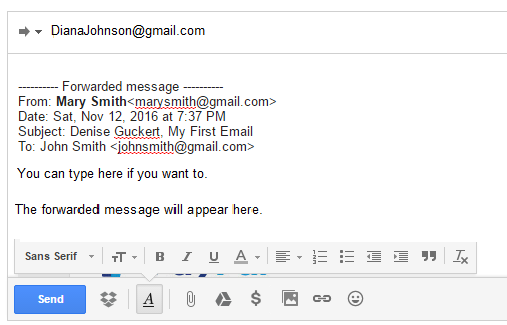 DianaJohnson@gmail.com
---------- Forwarded message ----------
From: Mary Smith<marysmith@gmail.com>
Date: Sat, Nov 12, 2016 at 7:37 PM
Subject: Denise Guckert, My First Email
To: John Smith <johnsmith@gmail.com>
You can type here if you want to.
The forwarded message will appear here.
Sans Serif TT B I U A Tx
Send A $